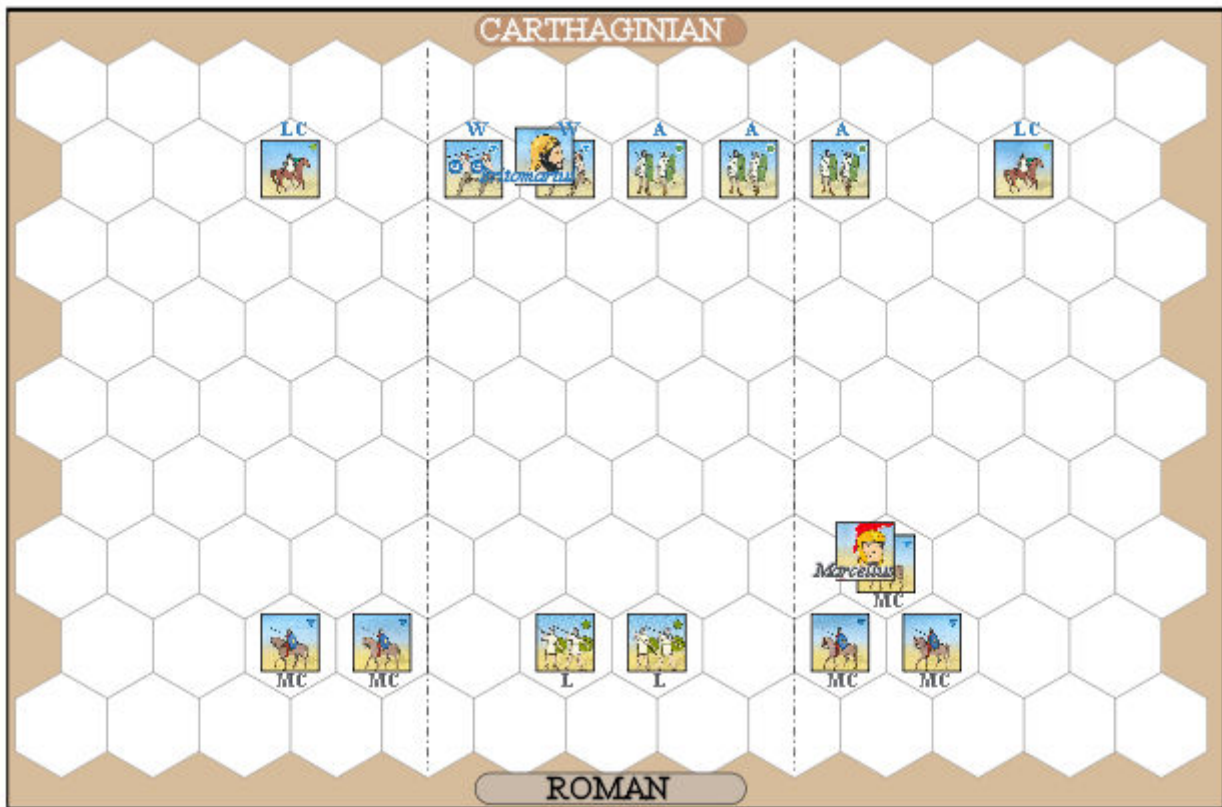 CARTHAGINIAN
LC W W A A A LC
Marcellus
MC
MC MC L L MC MC
ROMAN